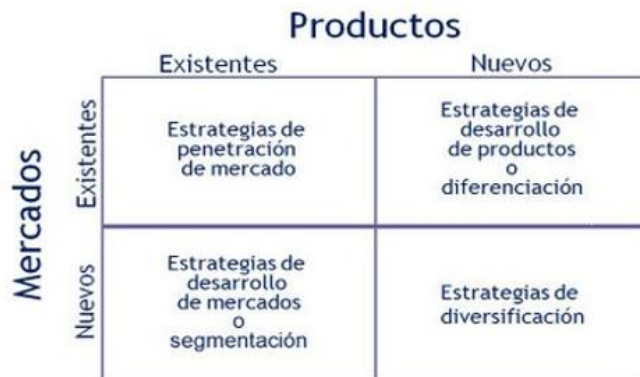 Productos
Existentes
Nuevos
Mercados
Existentes
Estrategias de
penetración
de mercado
Estrategias de
desarrollo
de productos
o
diferenciación
Nuevos
Estrategias de
desarrollo
de mercados
o
segmentación
Estrategias de
diversificación